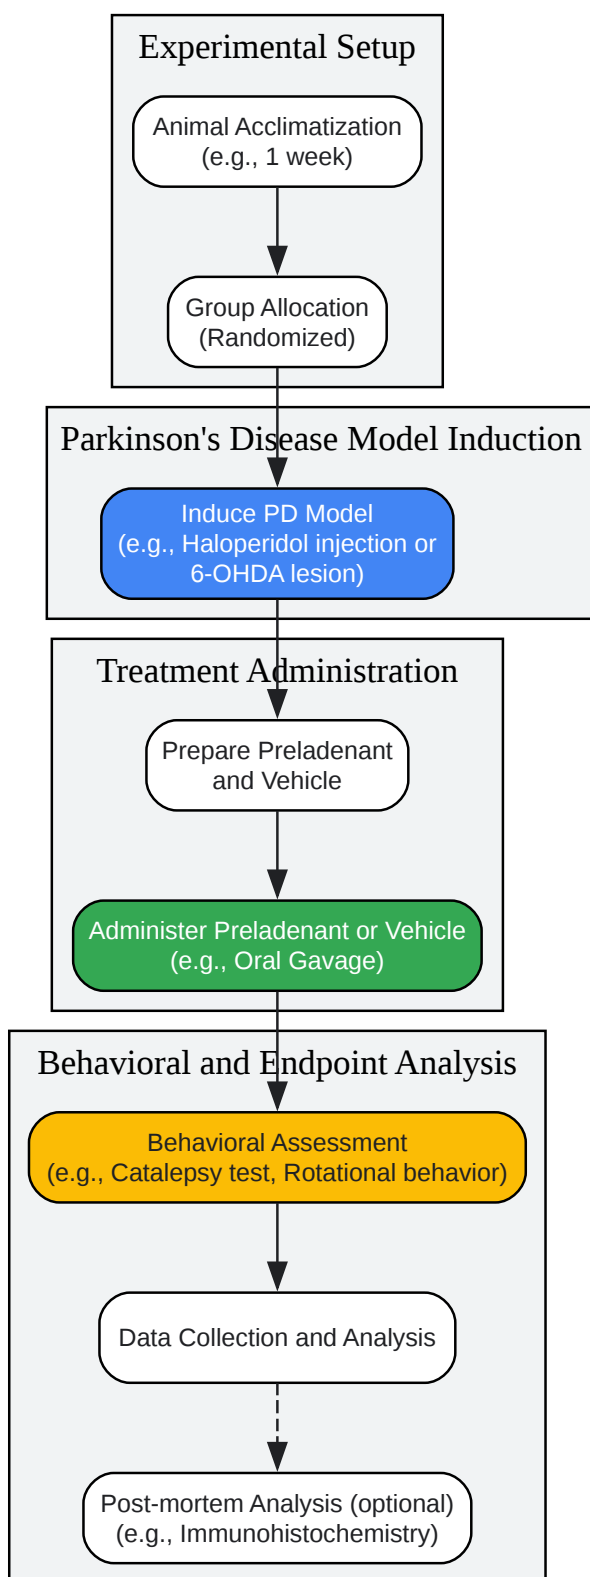 Experimental Setup
Animal Acclimatization
(e.g., 1 week)
Group Allocation
(Randomized)
Parkinson's Disease Model Induction
Induce PD Model
(e.g., Haloperidol injection or
6-OHDA lesion)
Treatment Administration
Prepare Preladenant
and Vehicle
Administer Preladenant or Vehicle
(e.g., Oral Gavage)
Behavioral and Endpoint Analysis
Behavioral Assessment
(e.g., Catalepsy test, Rotational behavior)
Data Collection and Analysis
Post-mortem Analysis (optional)
(e.g., Immunohistochemistry)